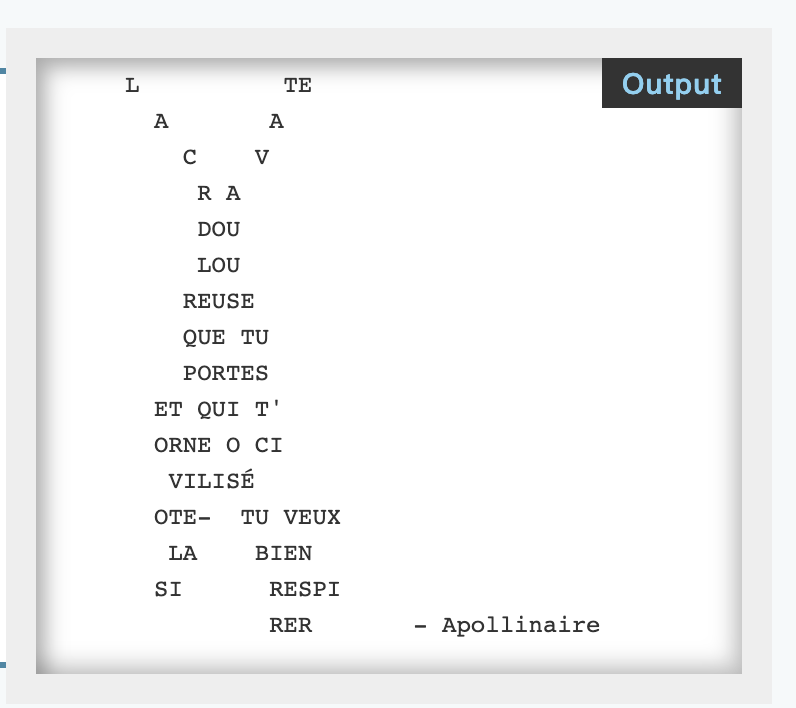 Output
L          TE
  A       A
    C    V
     R A
     DOU
     LOU
    REUSE
    QUE TU
    PORTES
  ET QUI T'
  ORNE O CI
   VILISÉ
  OTE-  TU VEUX
   LA    BIEN
  SI      RESPI
          RER       - Apollinaire